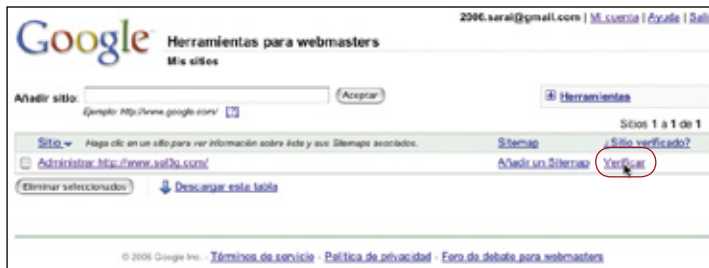 2006.sarai@gmail.com | Mi cuenta | Ayuda | Sali
Google Herramientas para webmasters
Mis sitios
Añadir sitio: Aceptar
Ejemplo: http://www.google.com/ [?]
Herramientas
Sitios 1 a 1 de 1
Sitio Haga clic en un sitio para ver información sobre éste y sus Sitemaps asociados. Sitemap ¿Sitio verificado?
Administrar http://www.sol3g.com/ Añadir un Sitemap Verificar
Eliminar seleccionados Descargar esta tabla
© 2006 Google Inc. - Términos de servicio - Política de privacidad - Foro de debate para webmasters